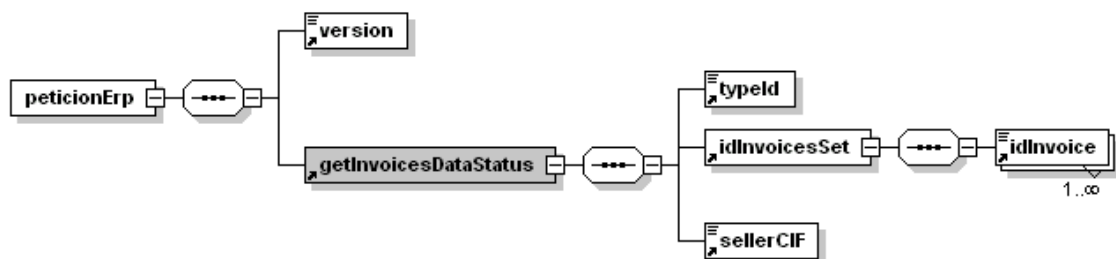 version
peticionErp
typeId
idInvoicesSet
idInvoice
1..∞
getInvoicesDataStatus
sellerCIF